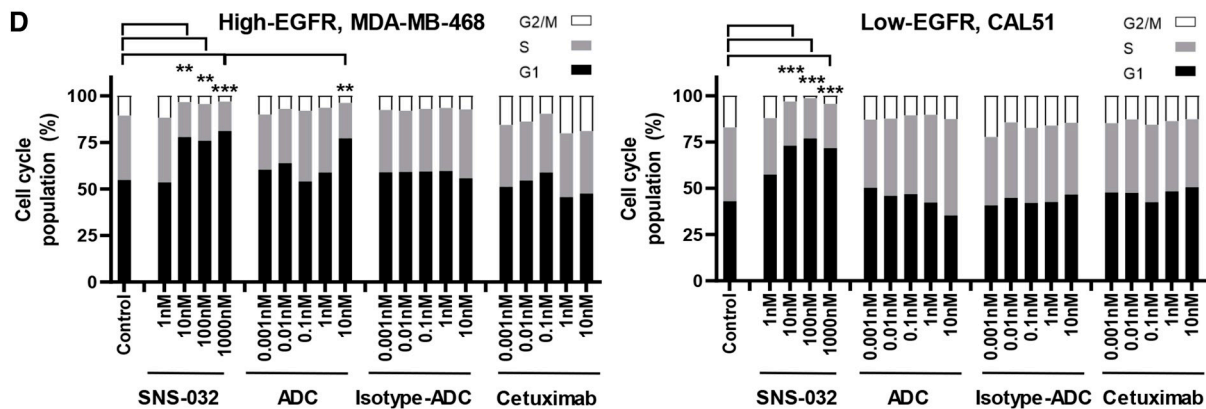 D
High-EGFR, MDA-MB-468
G2/M
S
G1
** ** *** **
100
75
50
25
0
Cell cycle
population (%)
Control 1nM 10nM 100nM 1000nM 0.001nM 0.01nM 0.1nM 1nM 10nM 0.001nM 0.01nM 0.1nM 1nM 10nM 0.001nM 0.01nM 0.1nM 1nM 10nM
SNS-032 ADC Isotype-ADC Cetuximab
Low-EGFR, CAL51
G2/M
S
G1
*** *** ***
100
75
50
25
0
Cell cycle
population (%)
Control 1nM 10nM 100nM 1000nM 0.001nM 0.01nM 0.1nM 1nM 10nM 0.001nM 0.01nM 0.1nM 1nM 10nM 0.001nM 0.01nM 0.1nM 1nM 10nM
SNS-032 ADC Isotype-ADC Cetuximab